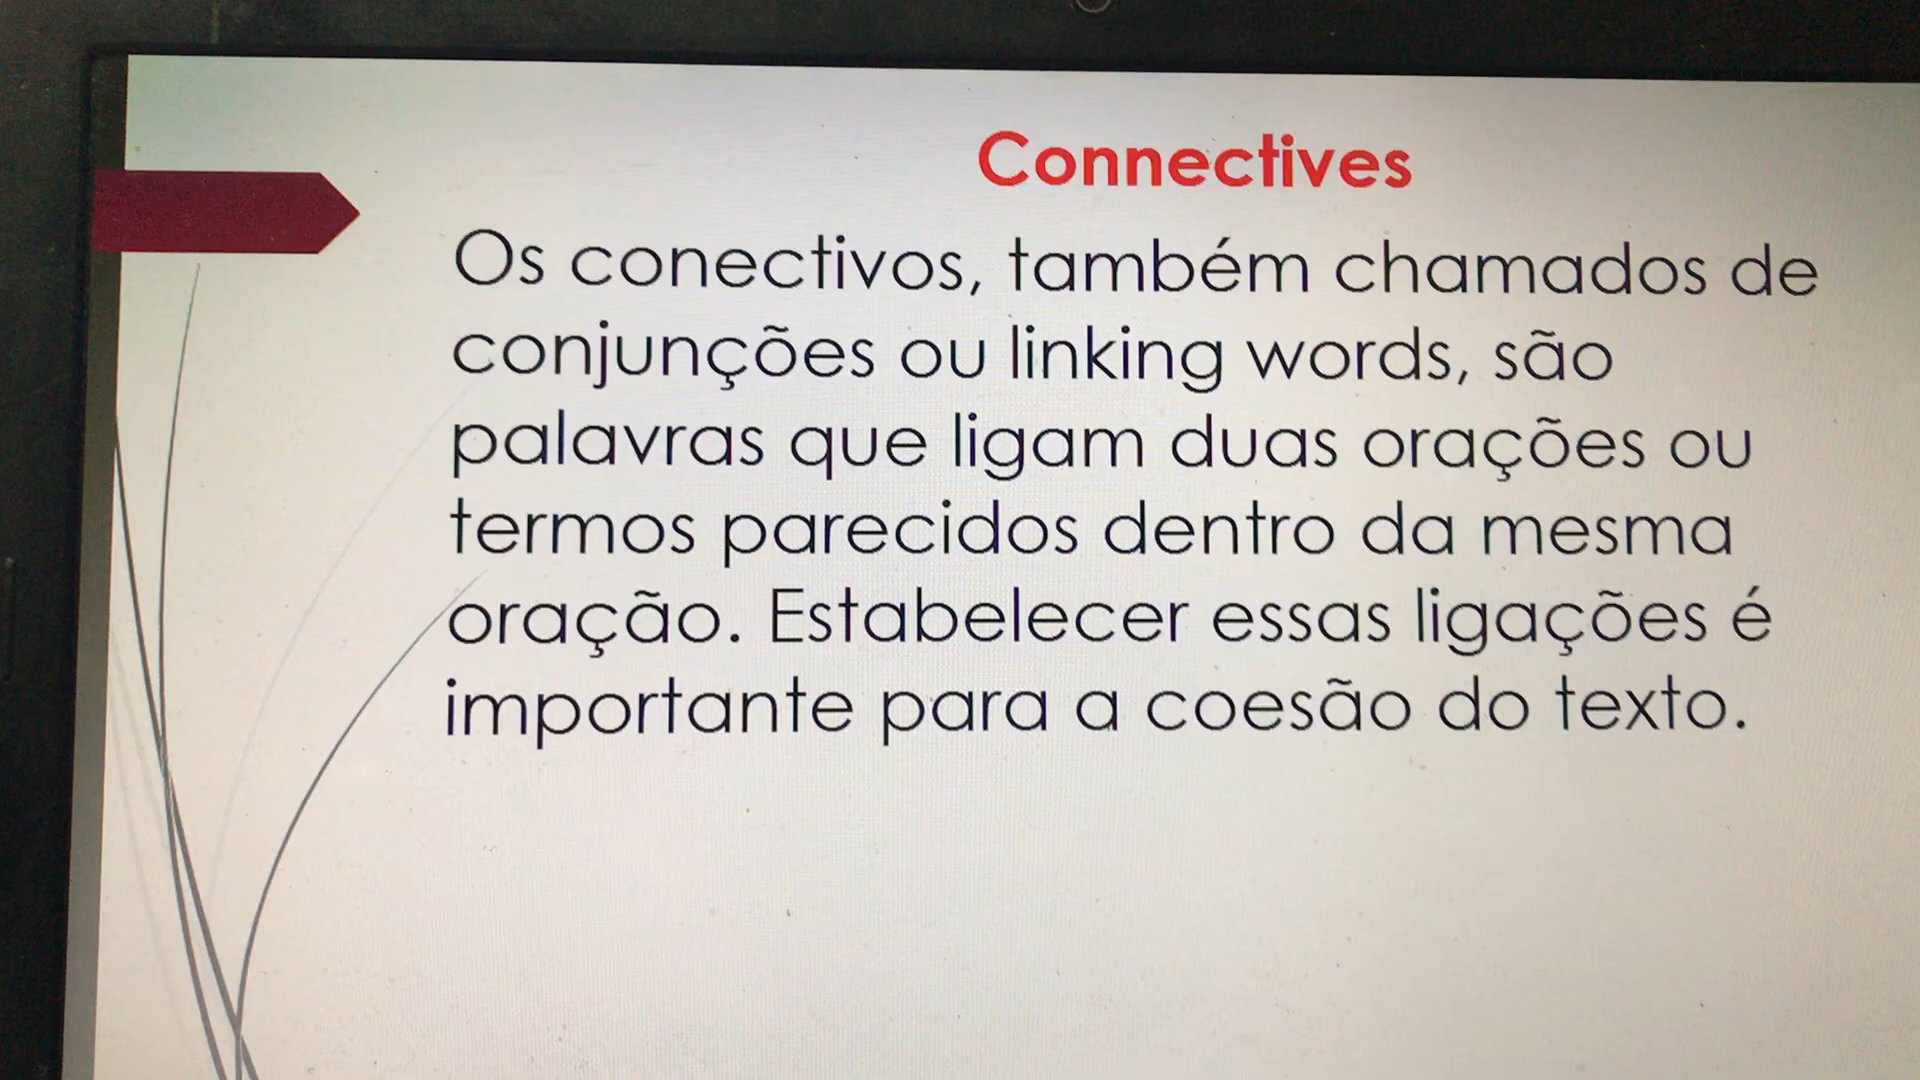 Connectives
Os conectivos, também chamados de
conjunções ou linking words, são
palavras que ligam duas orações ou
termos parecidos dentro da mesma
oração. Estabelecer essas ligações é
importante para a coesão do texto.